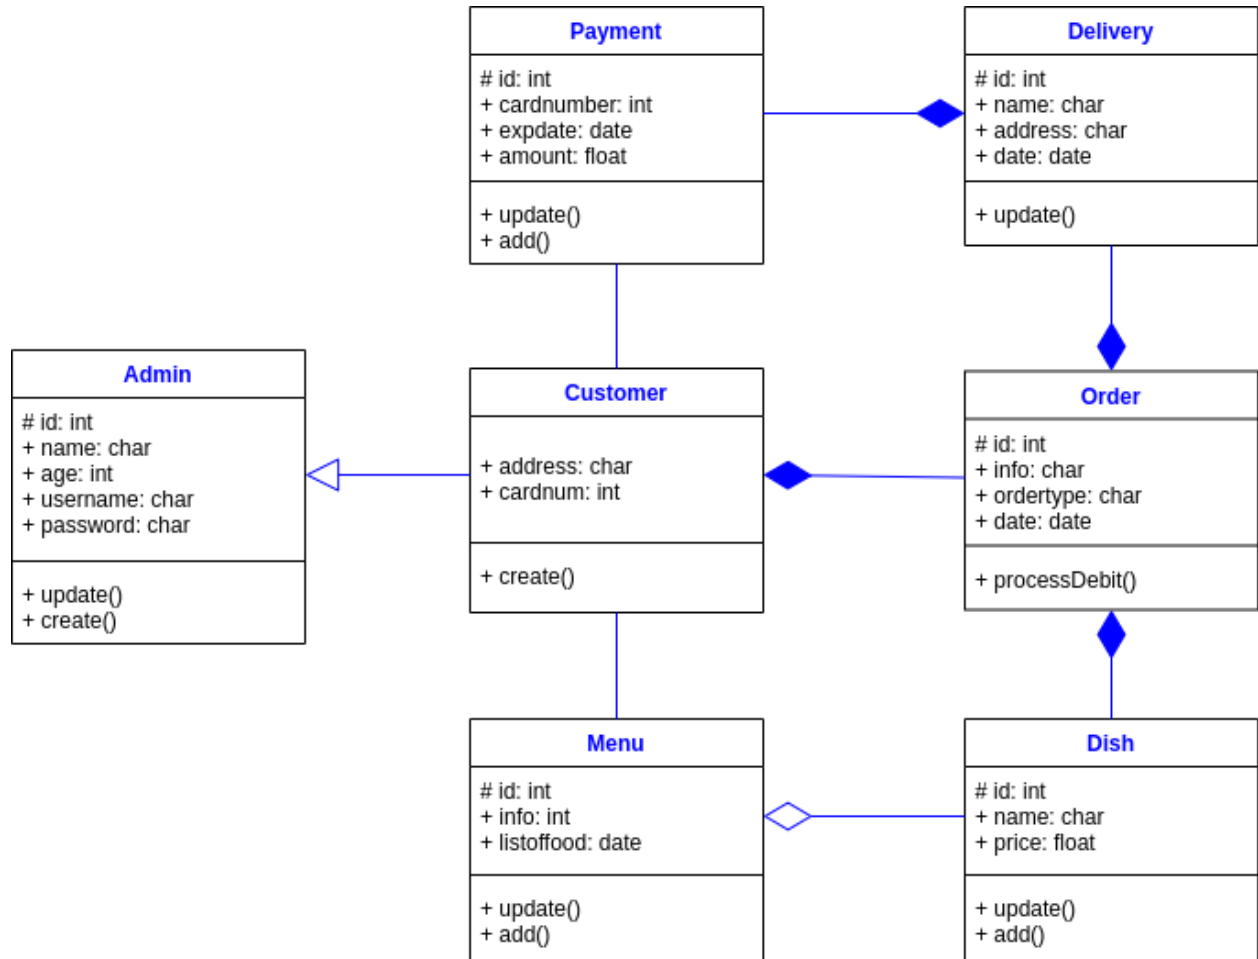 Payment
# id: int
+ cardnumber: int
+ expdate: date
+ amount: float
+ update()
+ add()
Delivery
# id: int
+ name: char
+ address: char
+ date: date
+ update()
Admin
# id: int
+ name: char
+ age: int
+ username: char
+ password: char
+ update()
+ create()
Customer
+ address: char
+ cardnum: int
+ create()
Order
# id: int
+ info: char
+ ordertype: char
+ date: date
+ processDebit()
Menu
# id: int
+ info: int
+ listoffood: date
+ update()
+ add()
Dish
# id: int
+ name: char
+ price: float
+ update()
+ add()